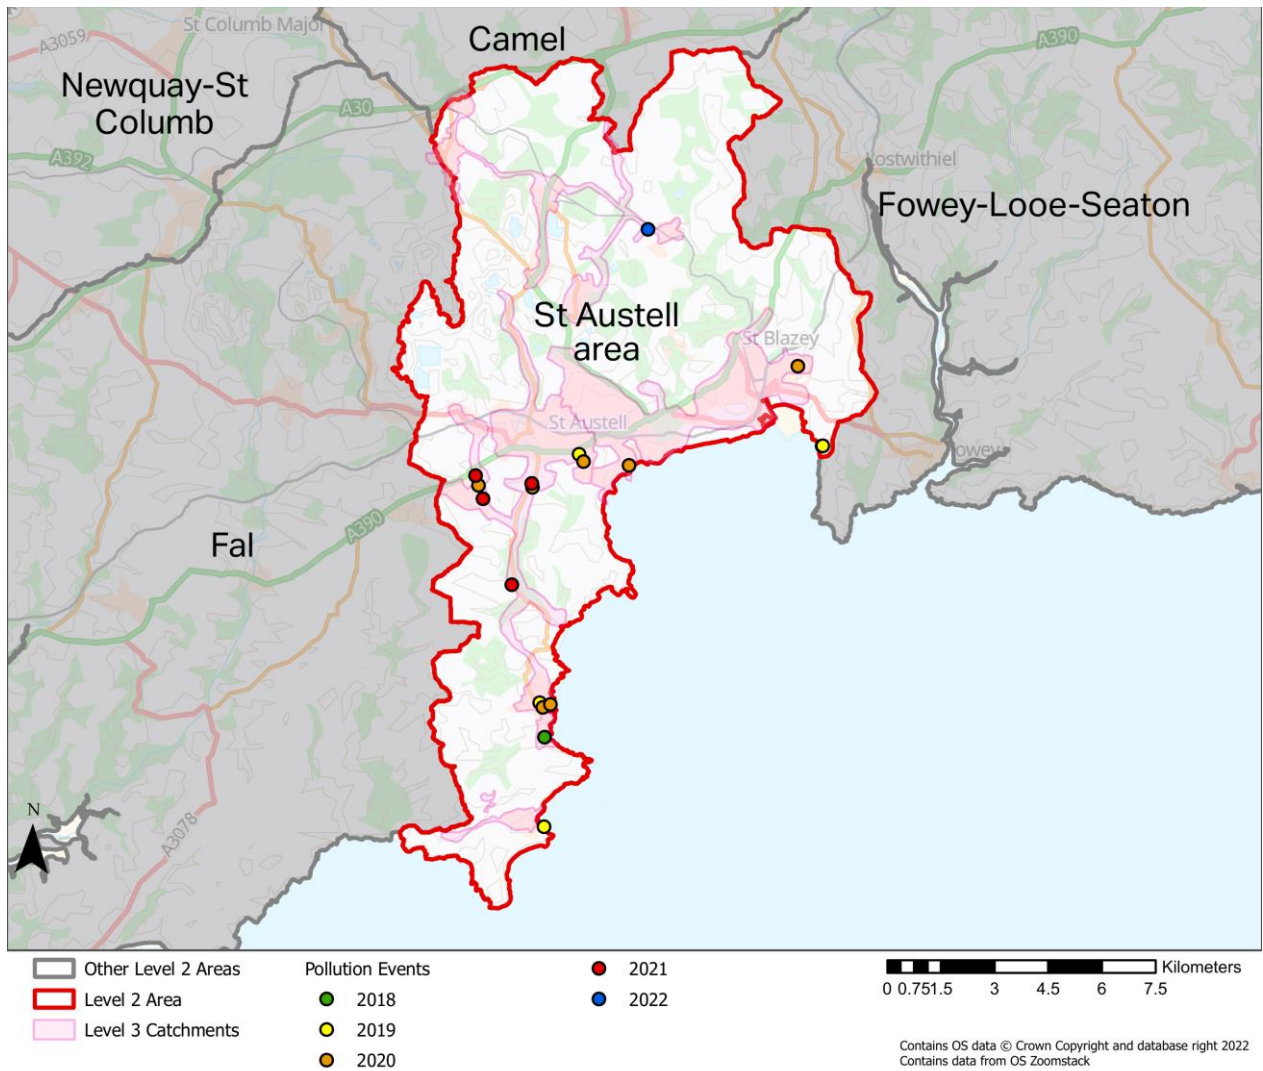 St Columb Major
A3059
Camel
A390
Newquay-St
Columb
A30
A392
Lostwithiel
Fowey-Looe-Seaton
St Austell
area
St Blazey
St Austell
Fowey
A390
Fal
A3078
N
Other Level 2 Areas
Level 2 Area
Level 3 Catchments
Pollution Events
2018
2019
2020
2021
2022
Kilometers
0 0.75 1.5 3 4.5 6 7.5
Contains OS data © Crown Copyright and database right 2022
Contains data from OS Zoomstack